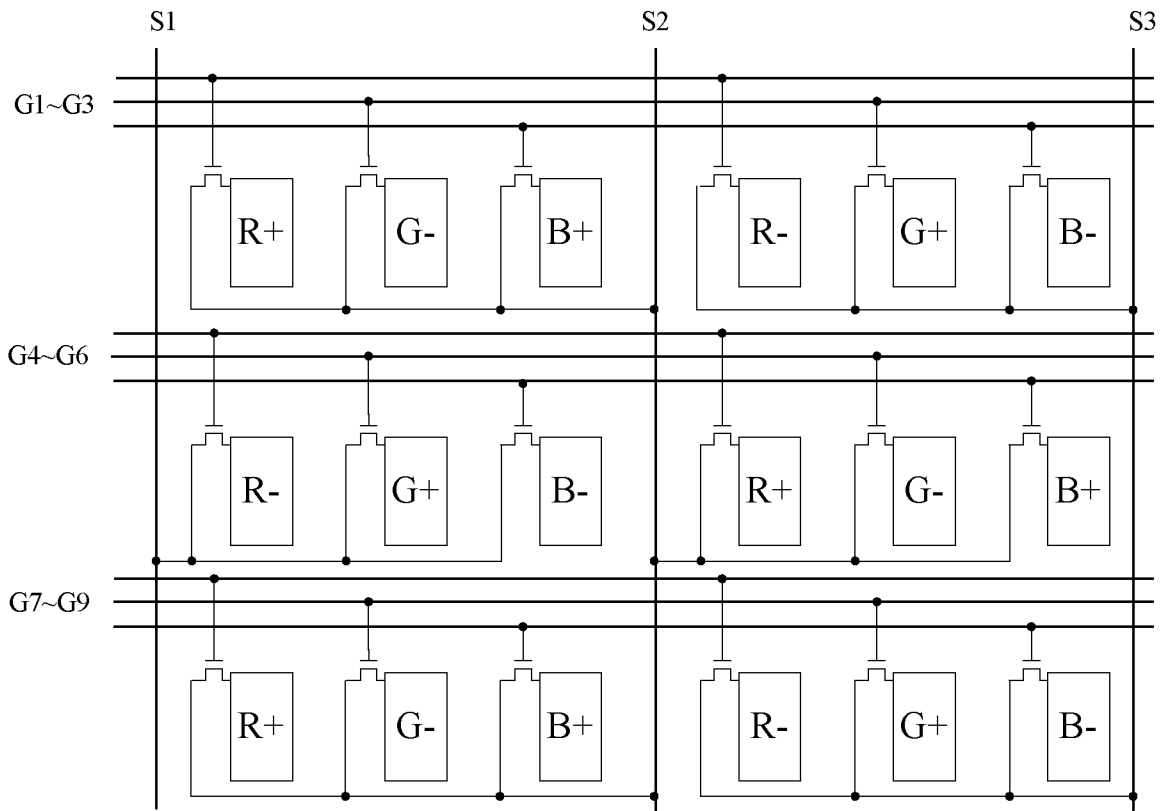 S1 S2 S3
G1~G3
R+ G- B+ R- G+ B-
G4~G6
R- G+ B- R+ G- B+
G7~G9
R+ G- B+ R- G+ B-